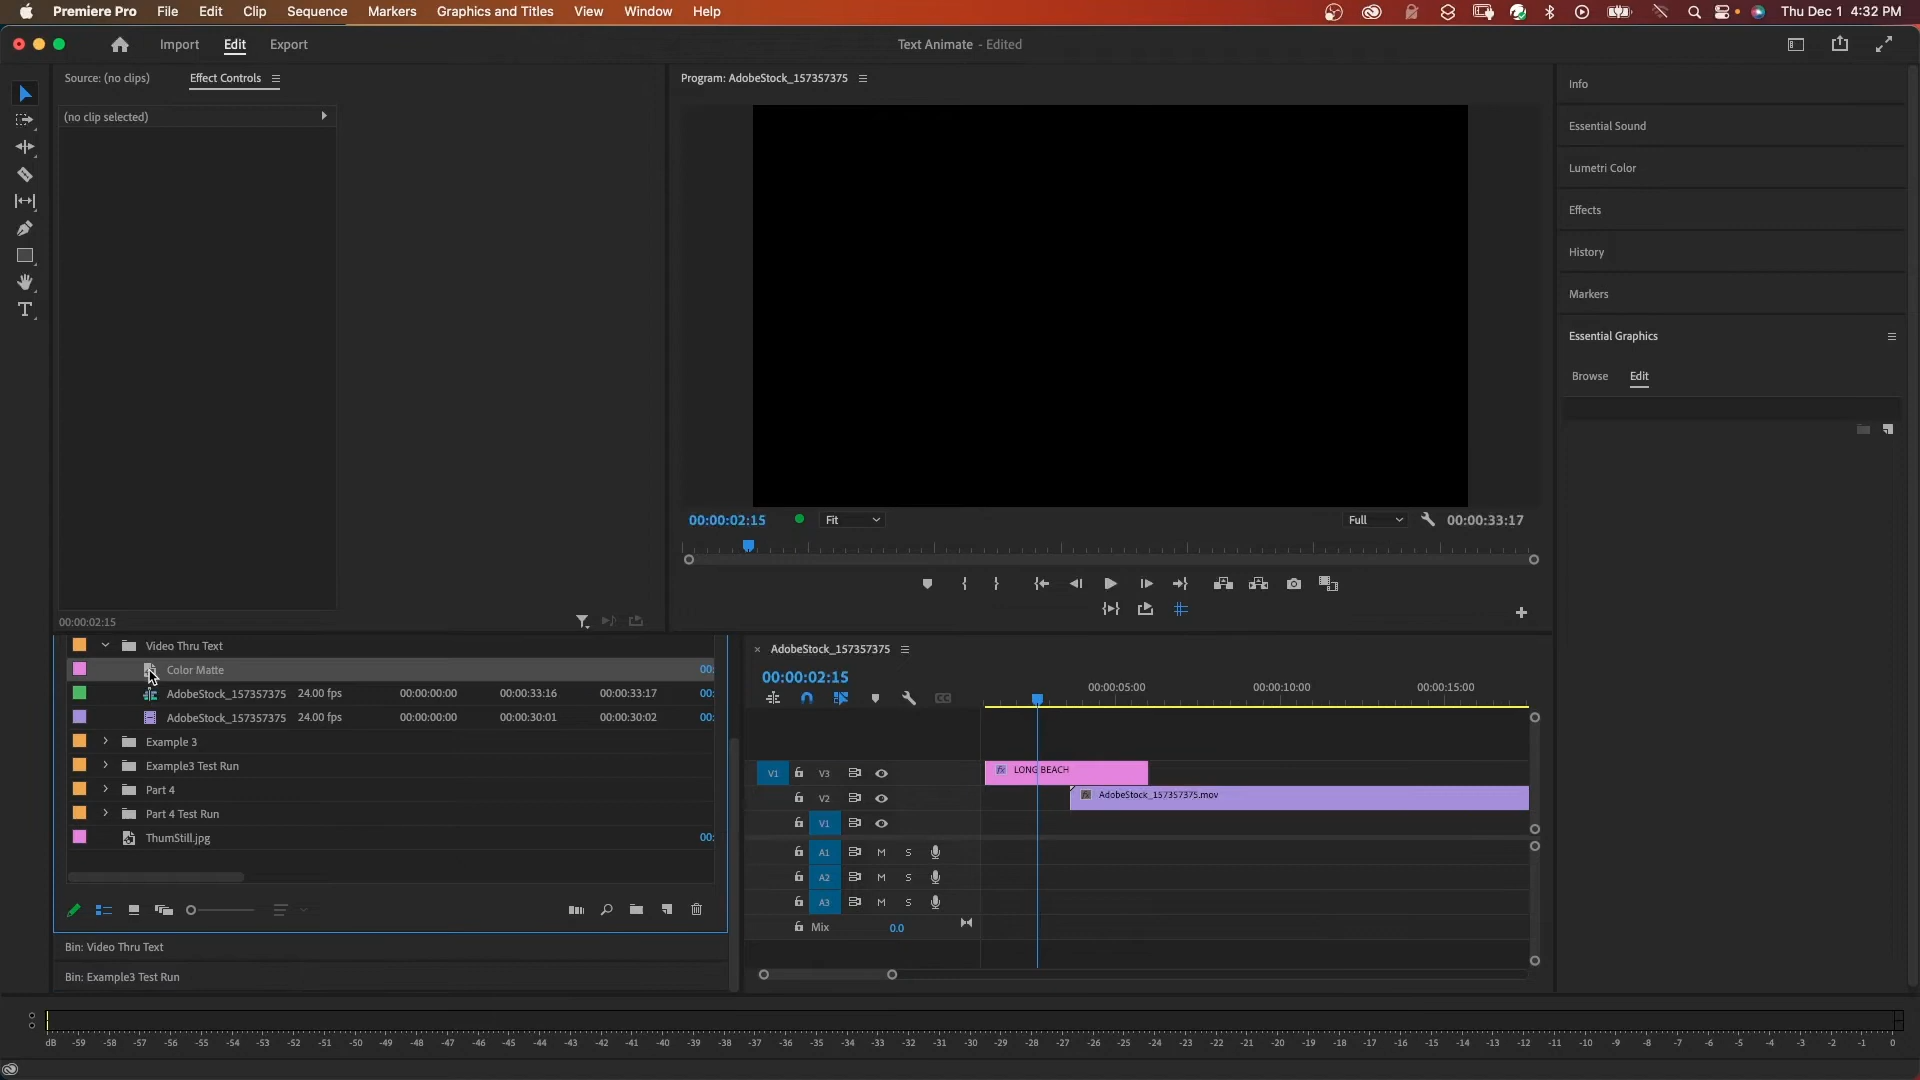 Premiere Pro File Edit Clip Sequence Markers Graphics and Titles View Window Help Thu Dec 1 4:32 PM
Import Edit Export Text Animate - Edited
Source: (no clips) Effect Controls Program: AdobeStock_157357375
(no clip selected)
00:00:02:15 Fit Full 00:00:33:17
00:00:02:15
Info
Essential Sound
Lumetri Color
Effects
History
Markers
Essential Graphics
Browse Edit
Video Thru Text
Color Matte 00:
AdobeStock_157357375 24.00 fps 00:00:00:00 00:00:33:16 00:00:33:17 00:
AdobeStock_157357375 24.00 fps 00:00:00:00 00:00:30:01 00:00:30:02 00:
Example 3
Example3 Test Run
Part 4
Part 4 Test Run
ThumStill.jpg 00:
Bin: Video Thru Text
Bin: Example3 Test Run
× AdobeStock_157357375
00:00:02:15
00:00:05:00 00:00:10:00 00:00:15:00
V1 V3 fx LONG BEACH
V2 fx AdobeStock_157357375.mov
V1
A1 M S
A2 M S
A3 M S
Mix 0.0
dB -59 -58 -57 -56 -55 -54 -53 -52 -51 -50 -49 -48 -47 -46 -45 -44 -43 -42 -41 -40 -39 -38 -37 -36 -35 -34 -33 -32 -31 -30 -29 -28 -27 -26 -25 -24 -23 -22 -21 -20 -19 -18 -17 -16 -15 -14 -13 -12 -11 -10 -9 -8 -7 -6 -5 -4 -3 -2 -1 0